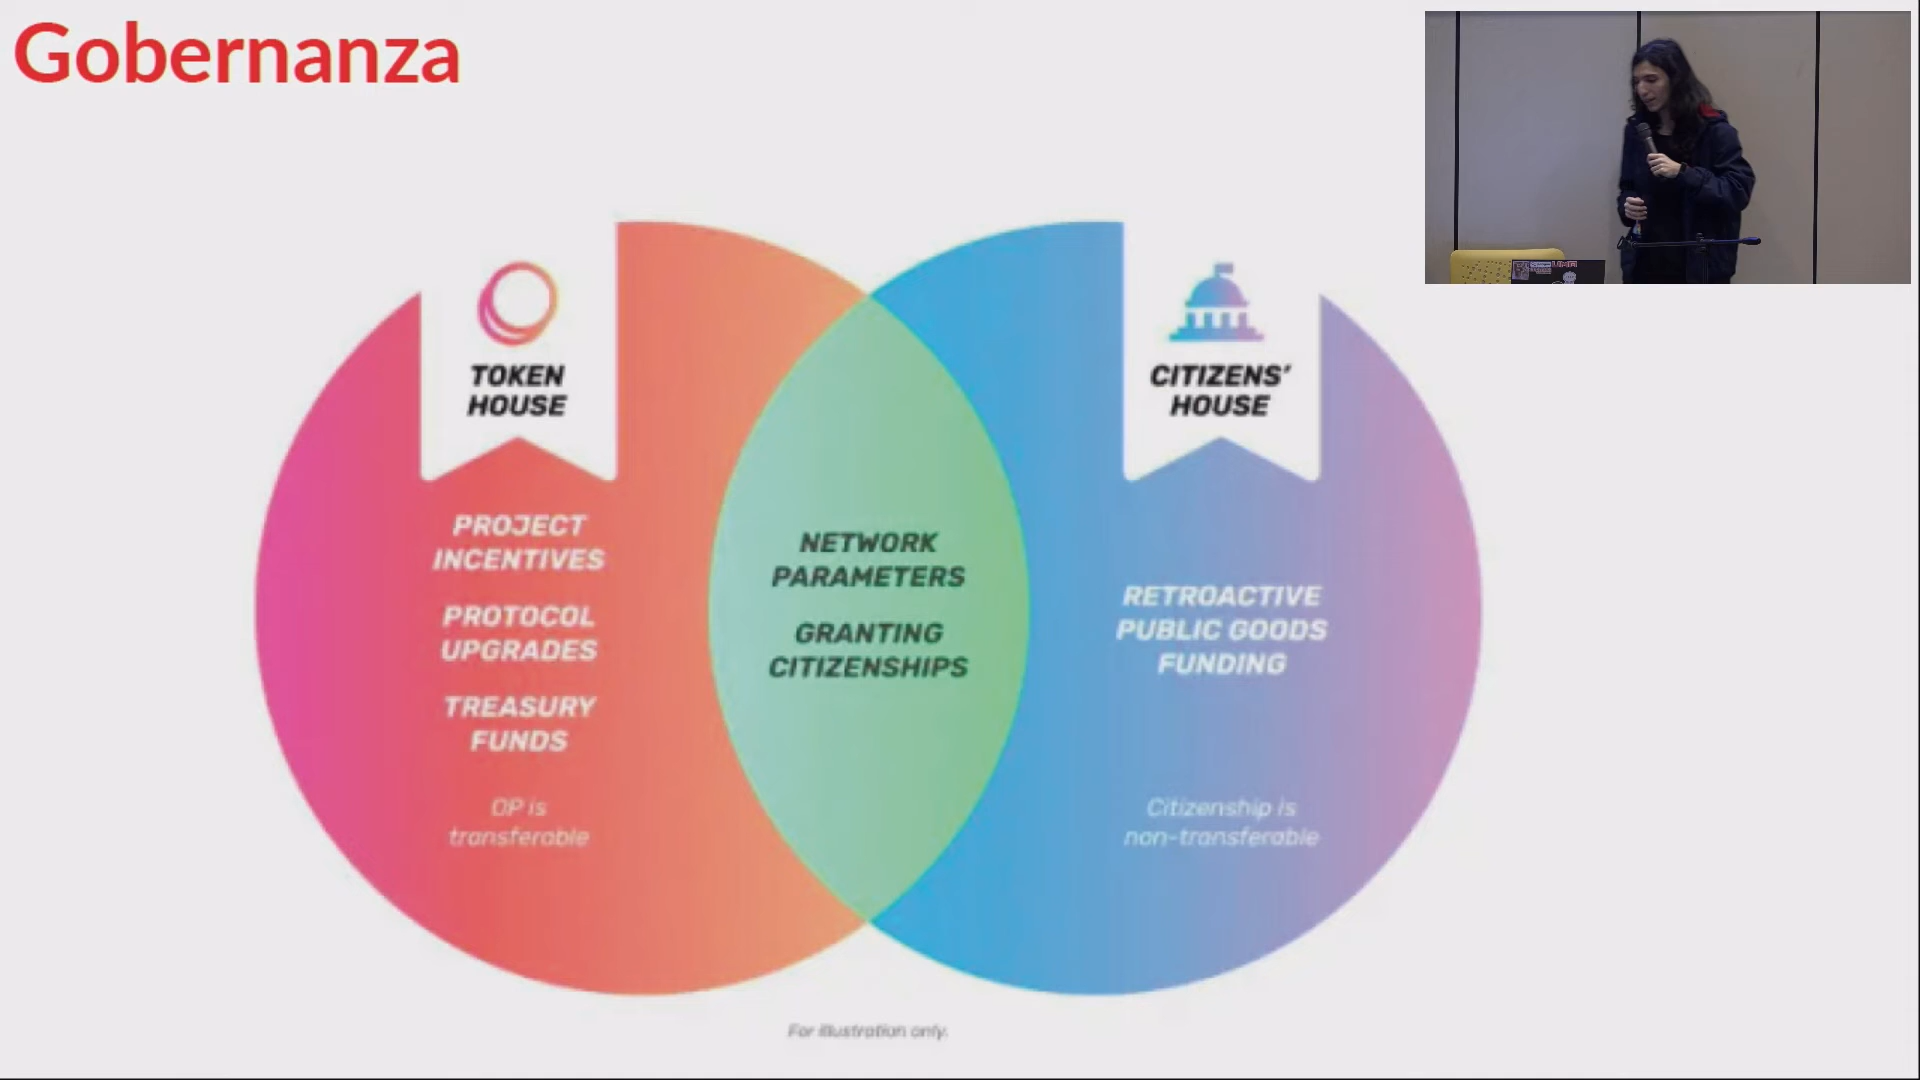 Gobernanza
TOKEN
HOUSE
PROJECT
INCENTIVES
PROTOCOL
UPGRADES
TREASURY
FUNDS
OP is
transferable
NETWORK
PARAMETERS
GRANTING
CITIZENSHIPS
CITIZENS'
HOUSE
RETROACTIVE
PUBLIC GOODS
FUNDING
Citizenship is
non-transferable
For illustration only.